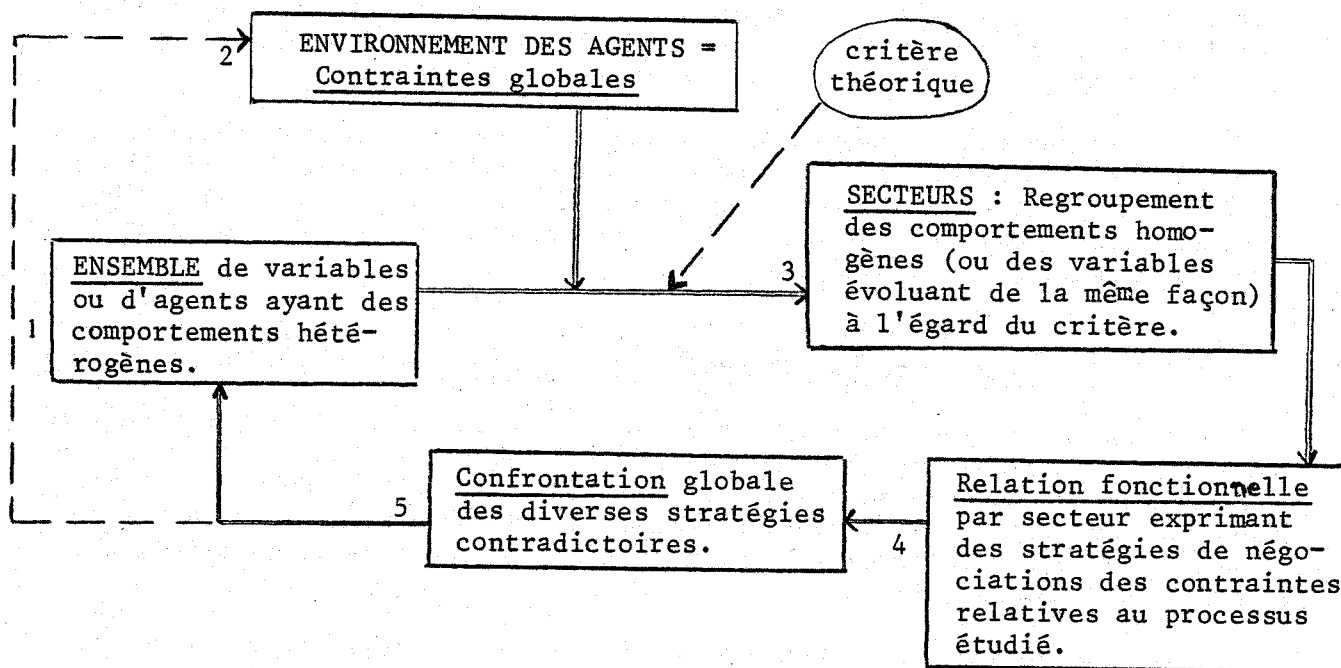 2
ENVIRONNEMENT DES AGENTS =
Contraintes globales
critère
théorique
SECTEURS : Regroupement
des comportements homo-
gènes (ou des variables
évoluant de la même façon)
à l'égard du critère.
3
1
ENSEMBLE de variables
ou d'agents ayant des
comportements hété-
rogènes.
5
Confrontation globale
des diverses stratégies
contradictoires.
4
Relation fonctionnelle
par secteur exprimant
des stratégies de négo-
ciations des contraintes
relatives au processus
étudié.